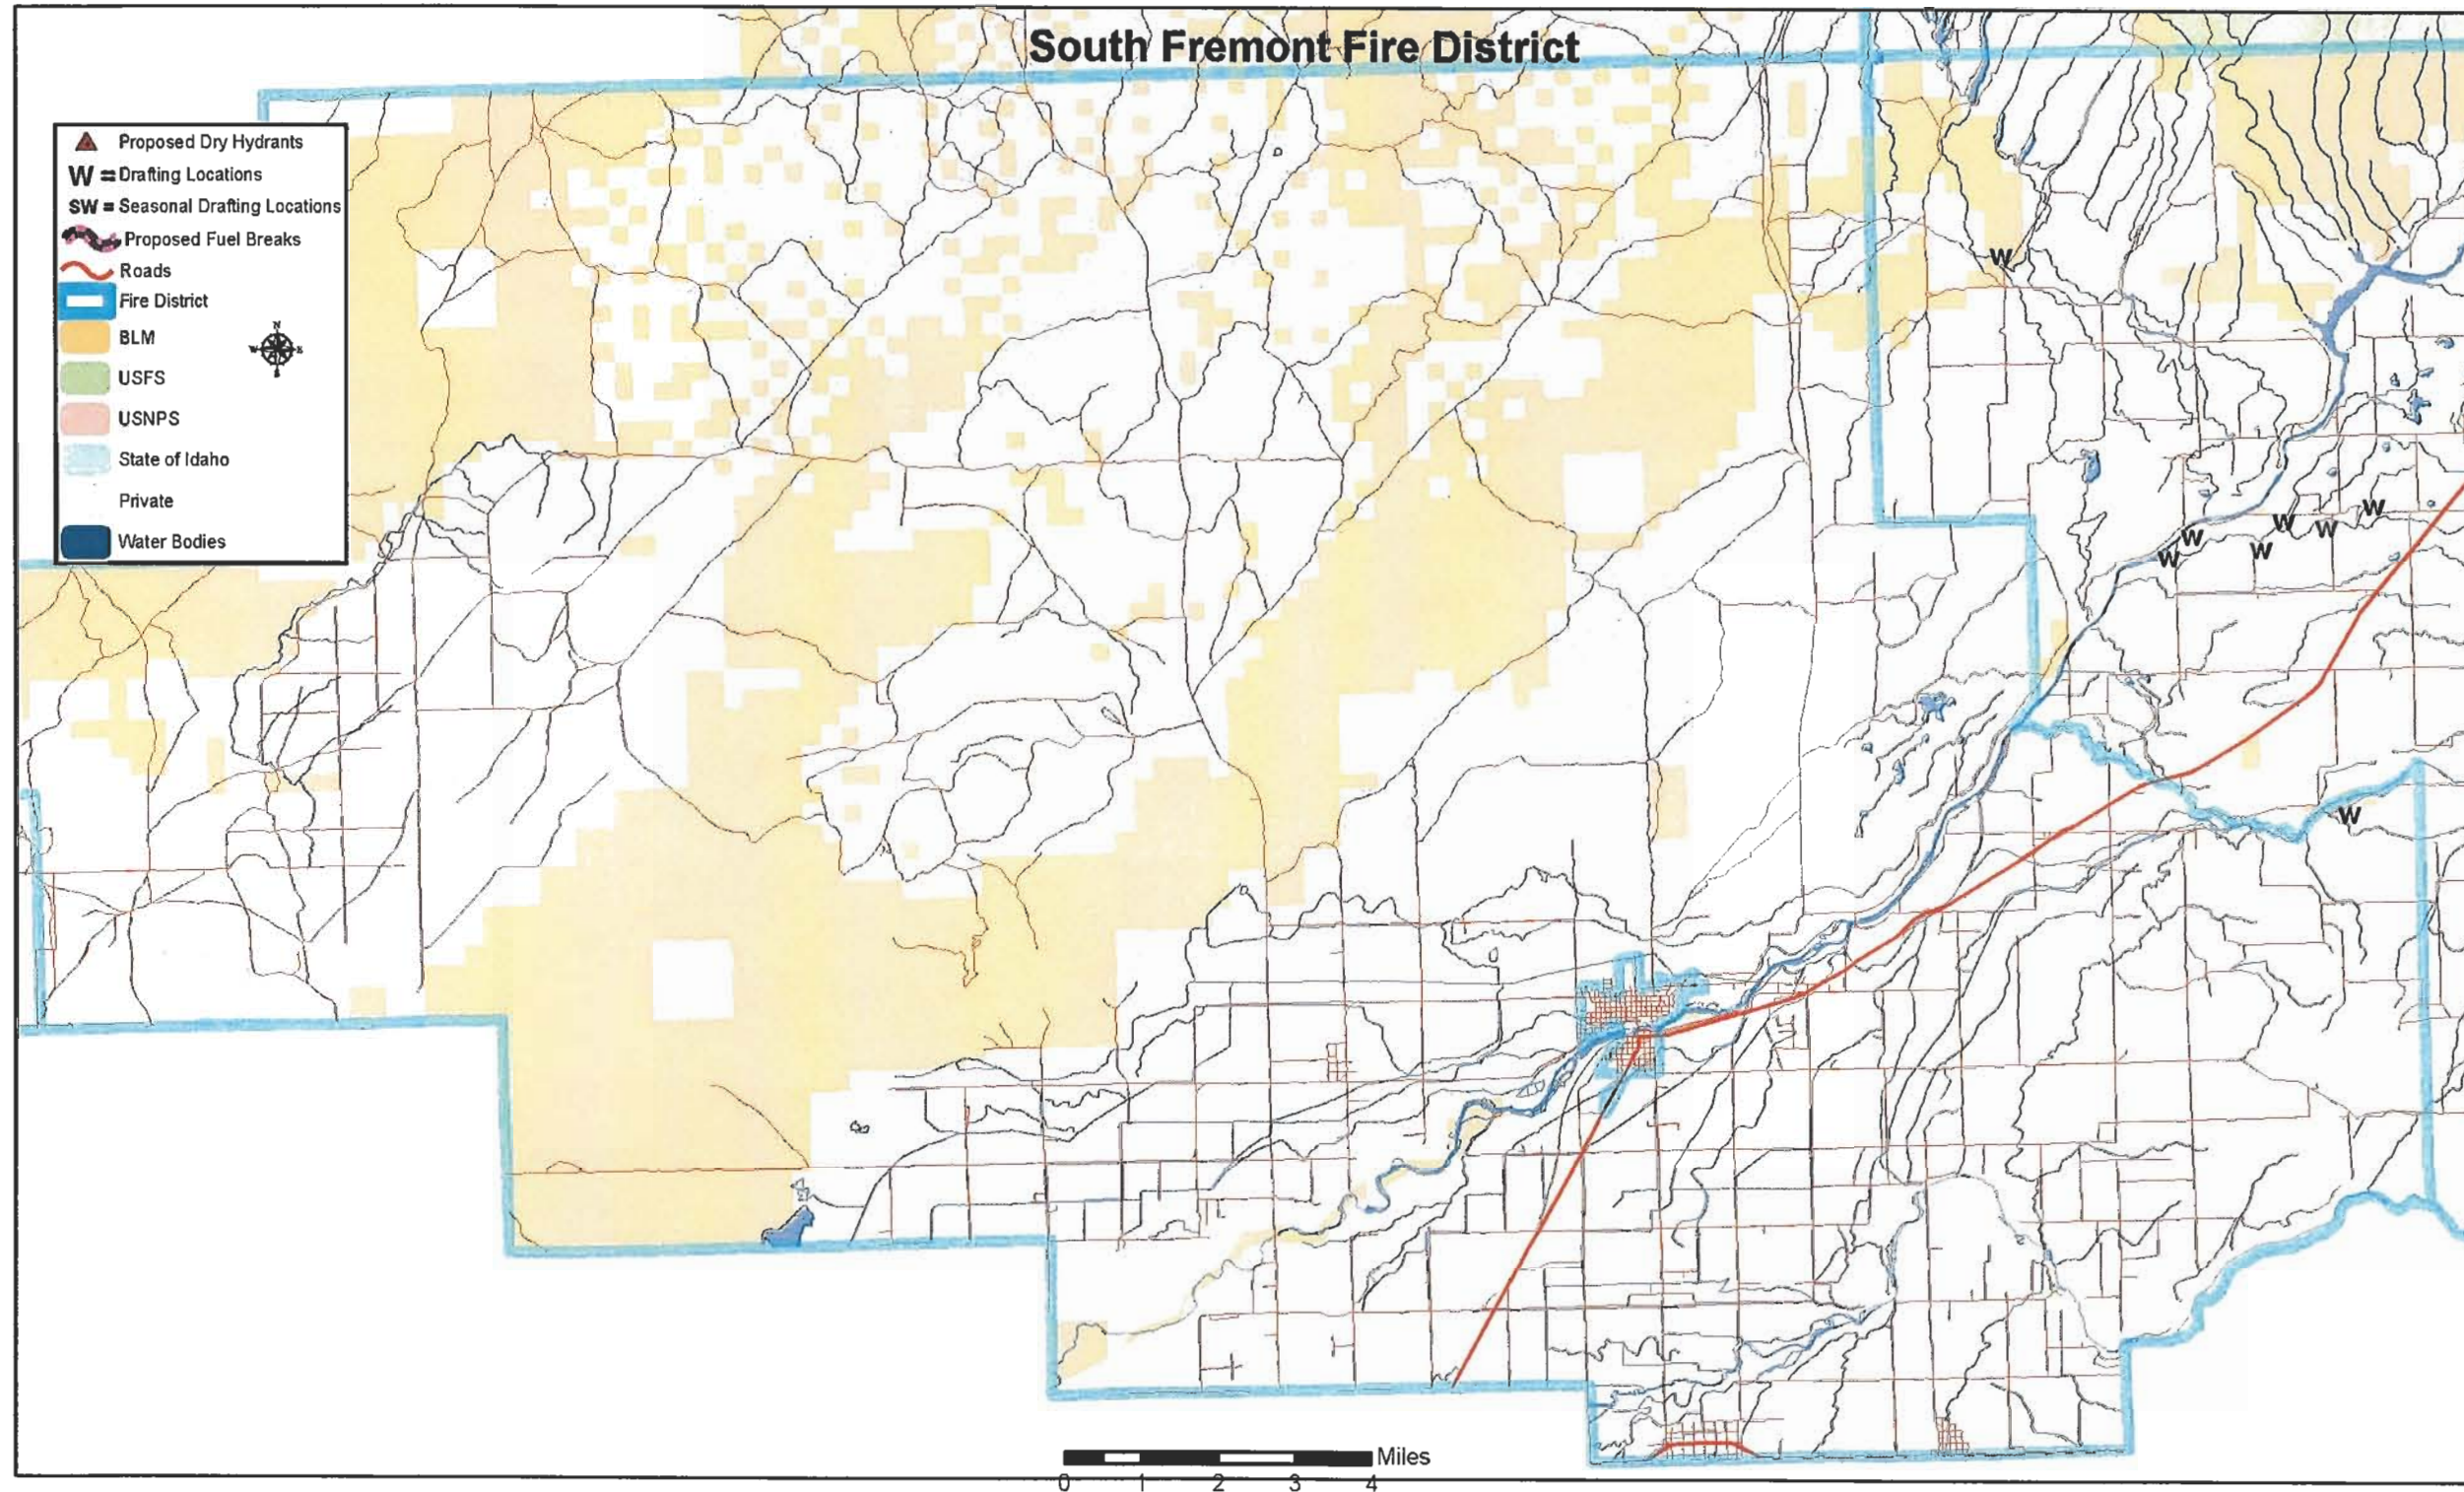 South Fremont Fire District
Proposed Dry Hydrants
W = Drafting Locations
SW = Seasonal Drafting Locations
Proposed Fuel Breaks
Roads
Fire District
BLM
USFS
USNPS
State of Idaho
Private
Water Bodies
N
W E
S
W
W
W
W
W
W
W
W
Miles
0 1 2 3 4